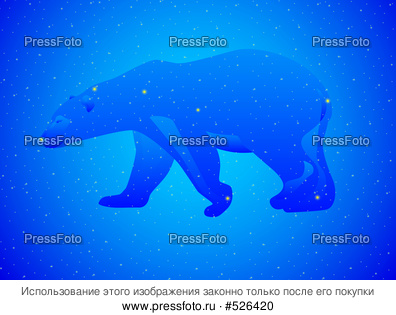 PressFoto PressFoto PressFoto
PressFoto PressFoto PressFoto
PressFoto PressFoto PressFoto
Использование этого изображения законно только после его покупки
www.pressfoto.ru · #526420